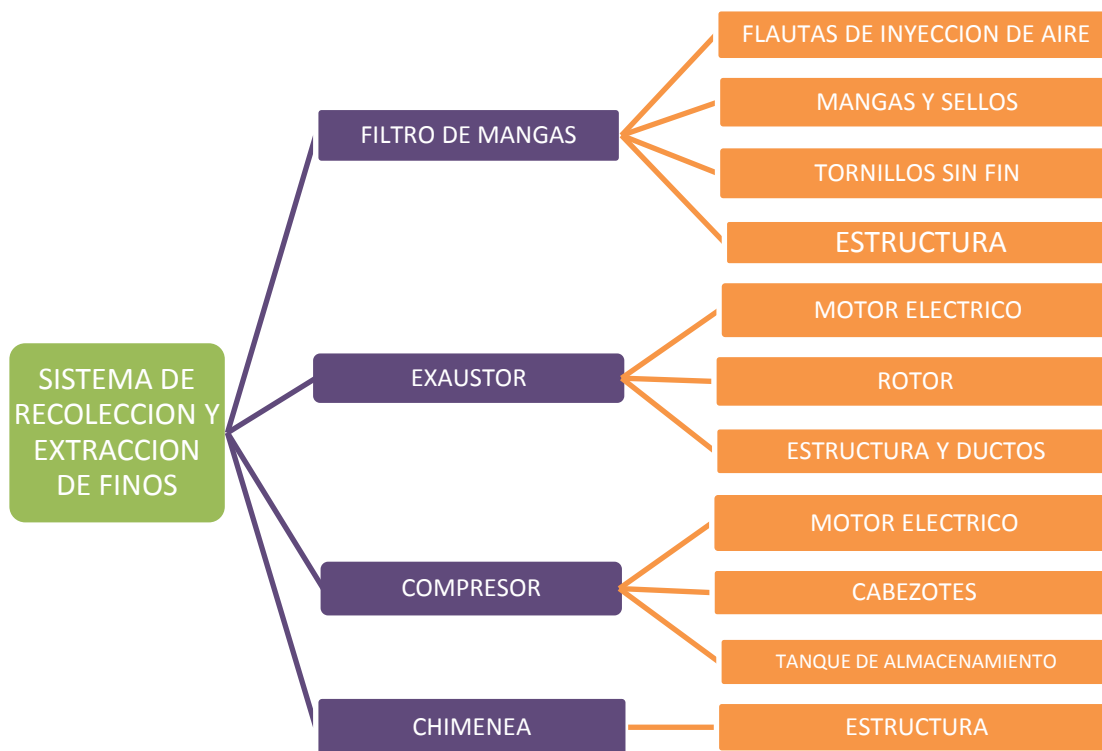 SISTEMA DE
RECOLECCION Y
EXTRACCION
DE FINOS
FILTRO DE MANGAS
FLAUTAS DE INYECCION DE AIRE
MANGAS Y SELLOS
TORNILLOS SIN FIN
ESTRUCTURA
EXAUSTOR
MOTOR ELECTRICO
ROTOR
ESTRUCTURA Y DUCTOS
COMPRESOR
MOTOR ELECTRICO
CABEZOTES
TANQUE DE ALMACENAMIENTO
CHIMENEA
ESTRUCTURA